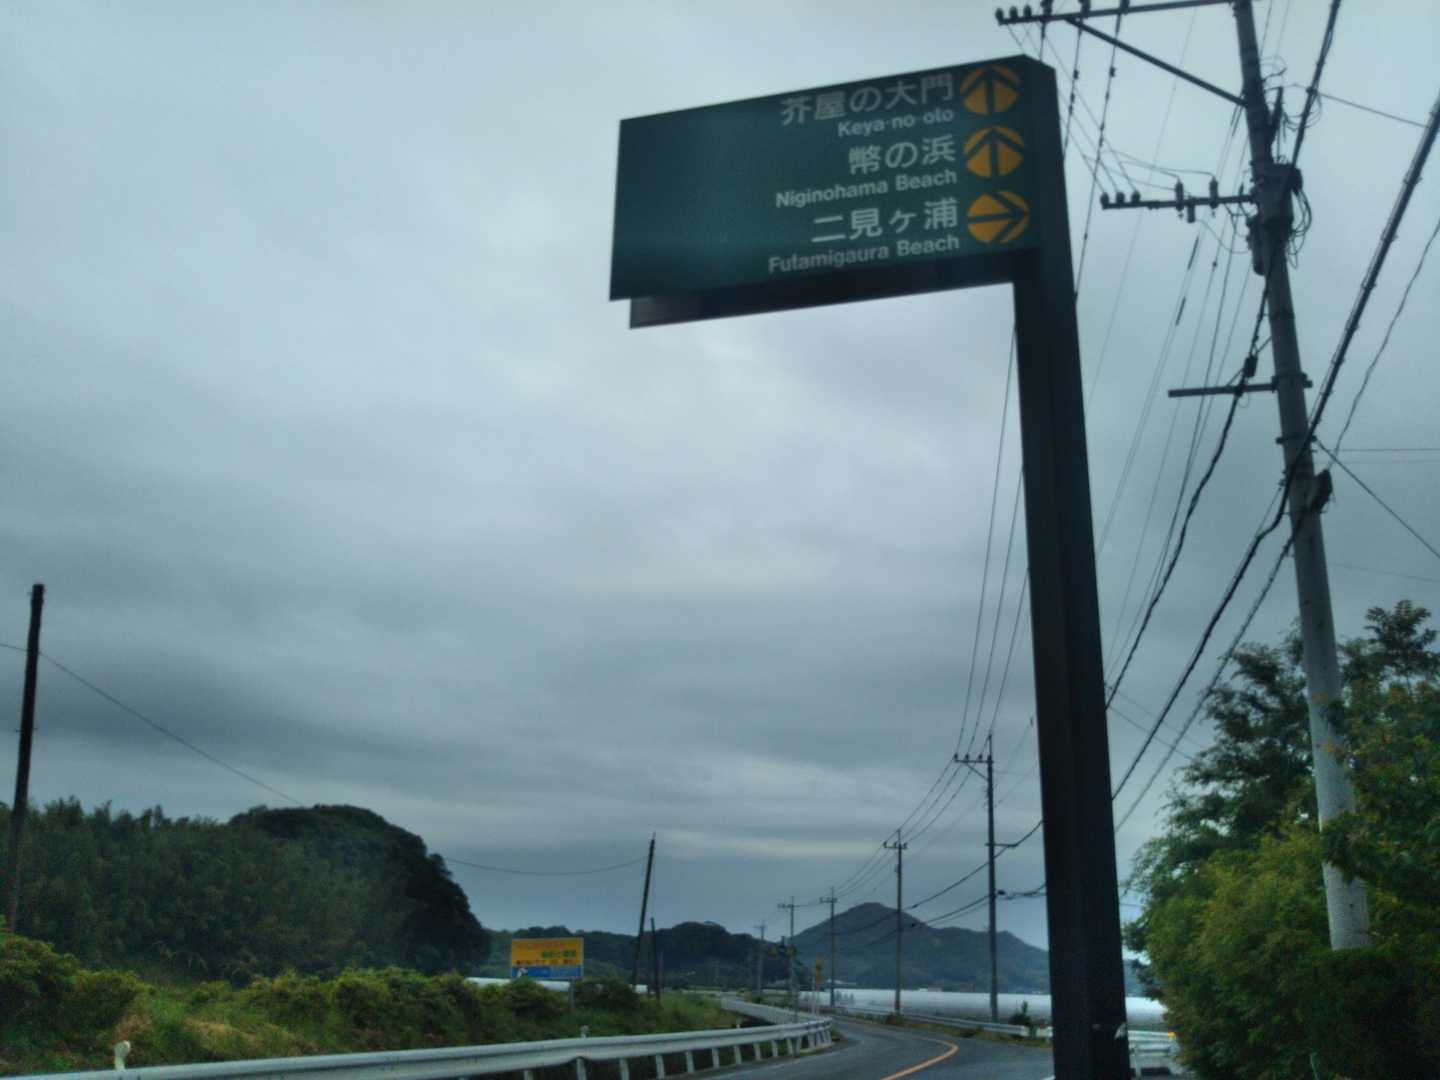 芥屋の大門
Keya-no-oto
幣の浜
Niginohama Beach
二見ヶ浦
Futamigaura Beach